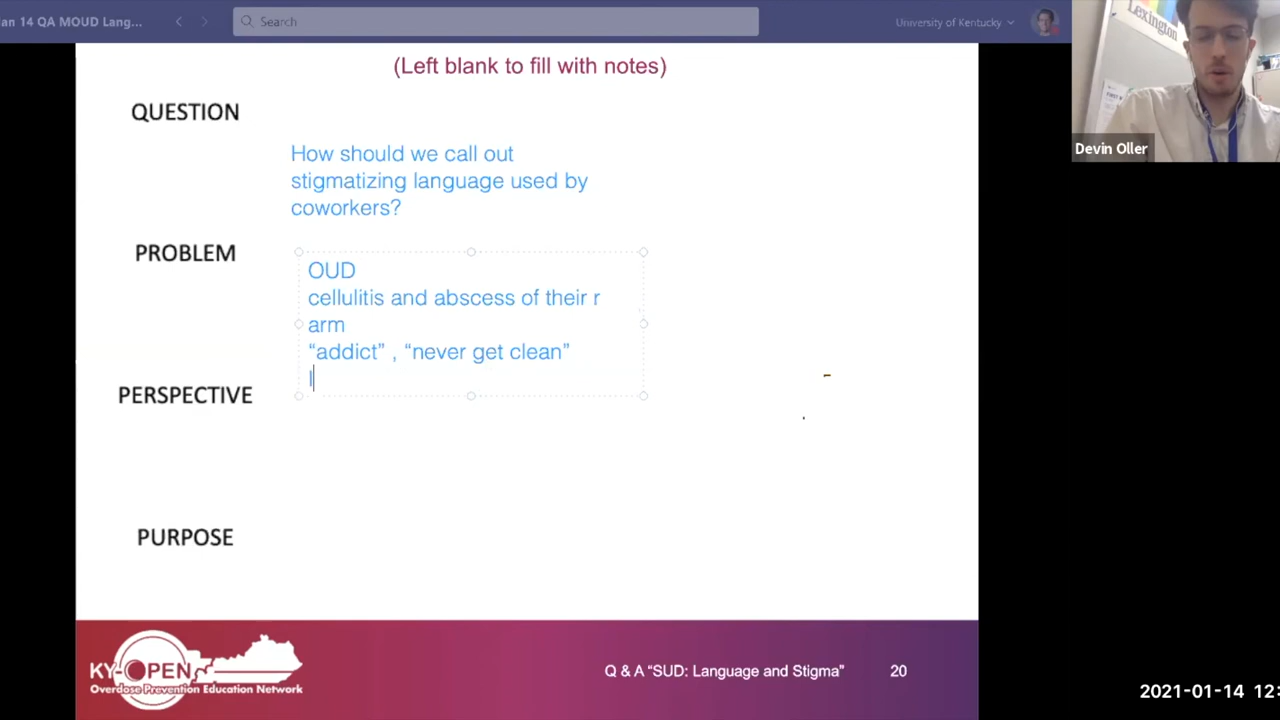 an 14 QA MOUD Lang...
Search
University of Kentucky
Lexington
Devin Oller
(Left blank to fill with notes)
QUESTION
How should we call out
stigmatizing language used by
coworkers?
PROBLEM
OUD
cellulitis and abscess of their r
arm
“addict” , “never get clean”
PERSPECTIVE
PURPOSE
KY-OPEN
Overdose Prevention Education Network
Q & A “SUD: Language and Stigma”
20
2021-01-14 12: